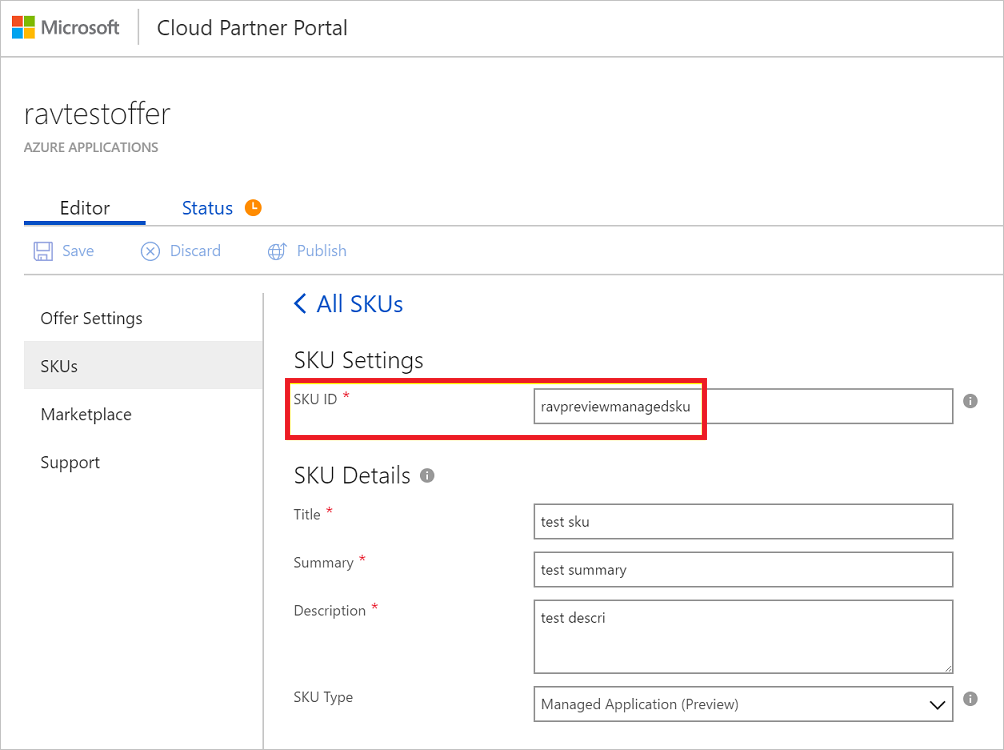 Microsoft Cloud Partner Portal
ravtestoffer
AZURE APPLICATIONS
Editor Status
Save Discard Publish
Offer Settings
SKUs
Marketplace
Support
All SKUs
SKU Settings
SKU ID * ravpreviewmanagedsku
SKU Details
Title * test sku
Summary * test summary
Description * test descri
SKU Type Managed Application (Preview)